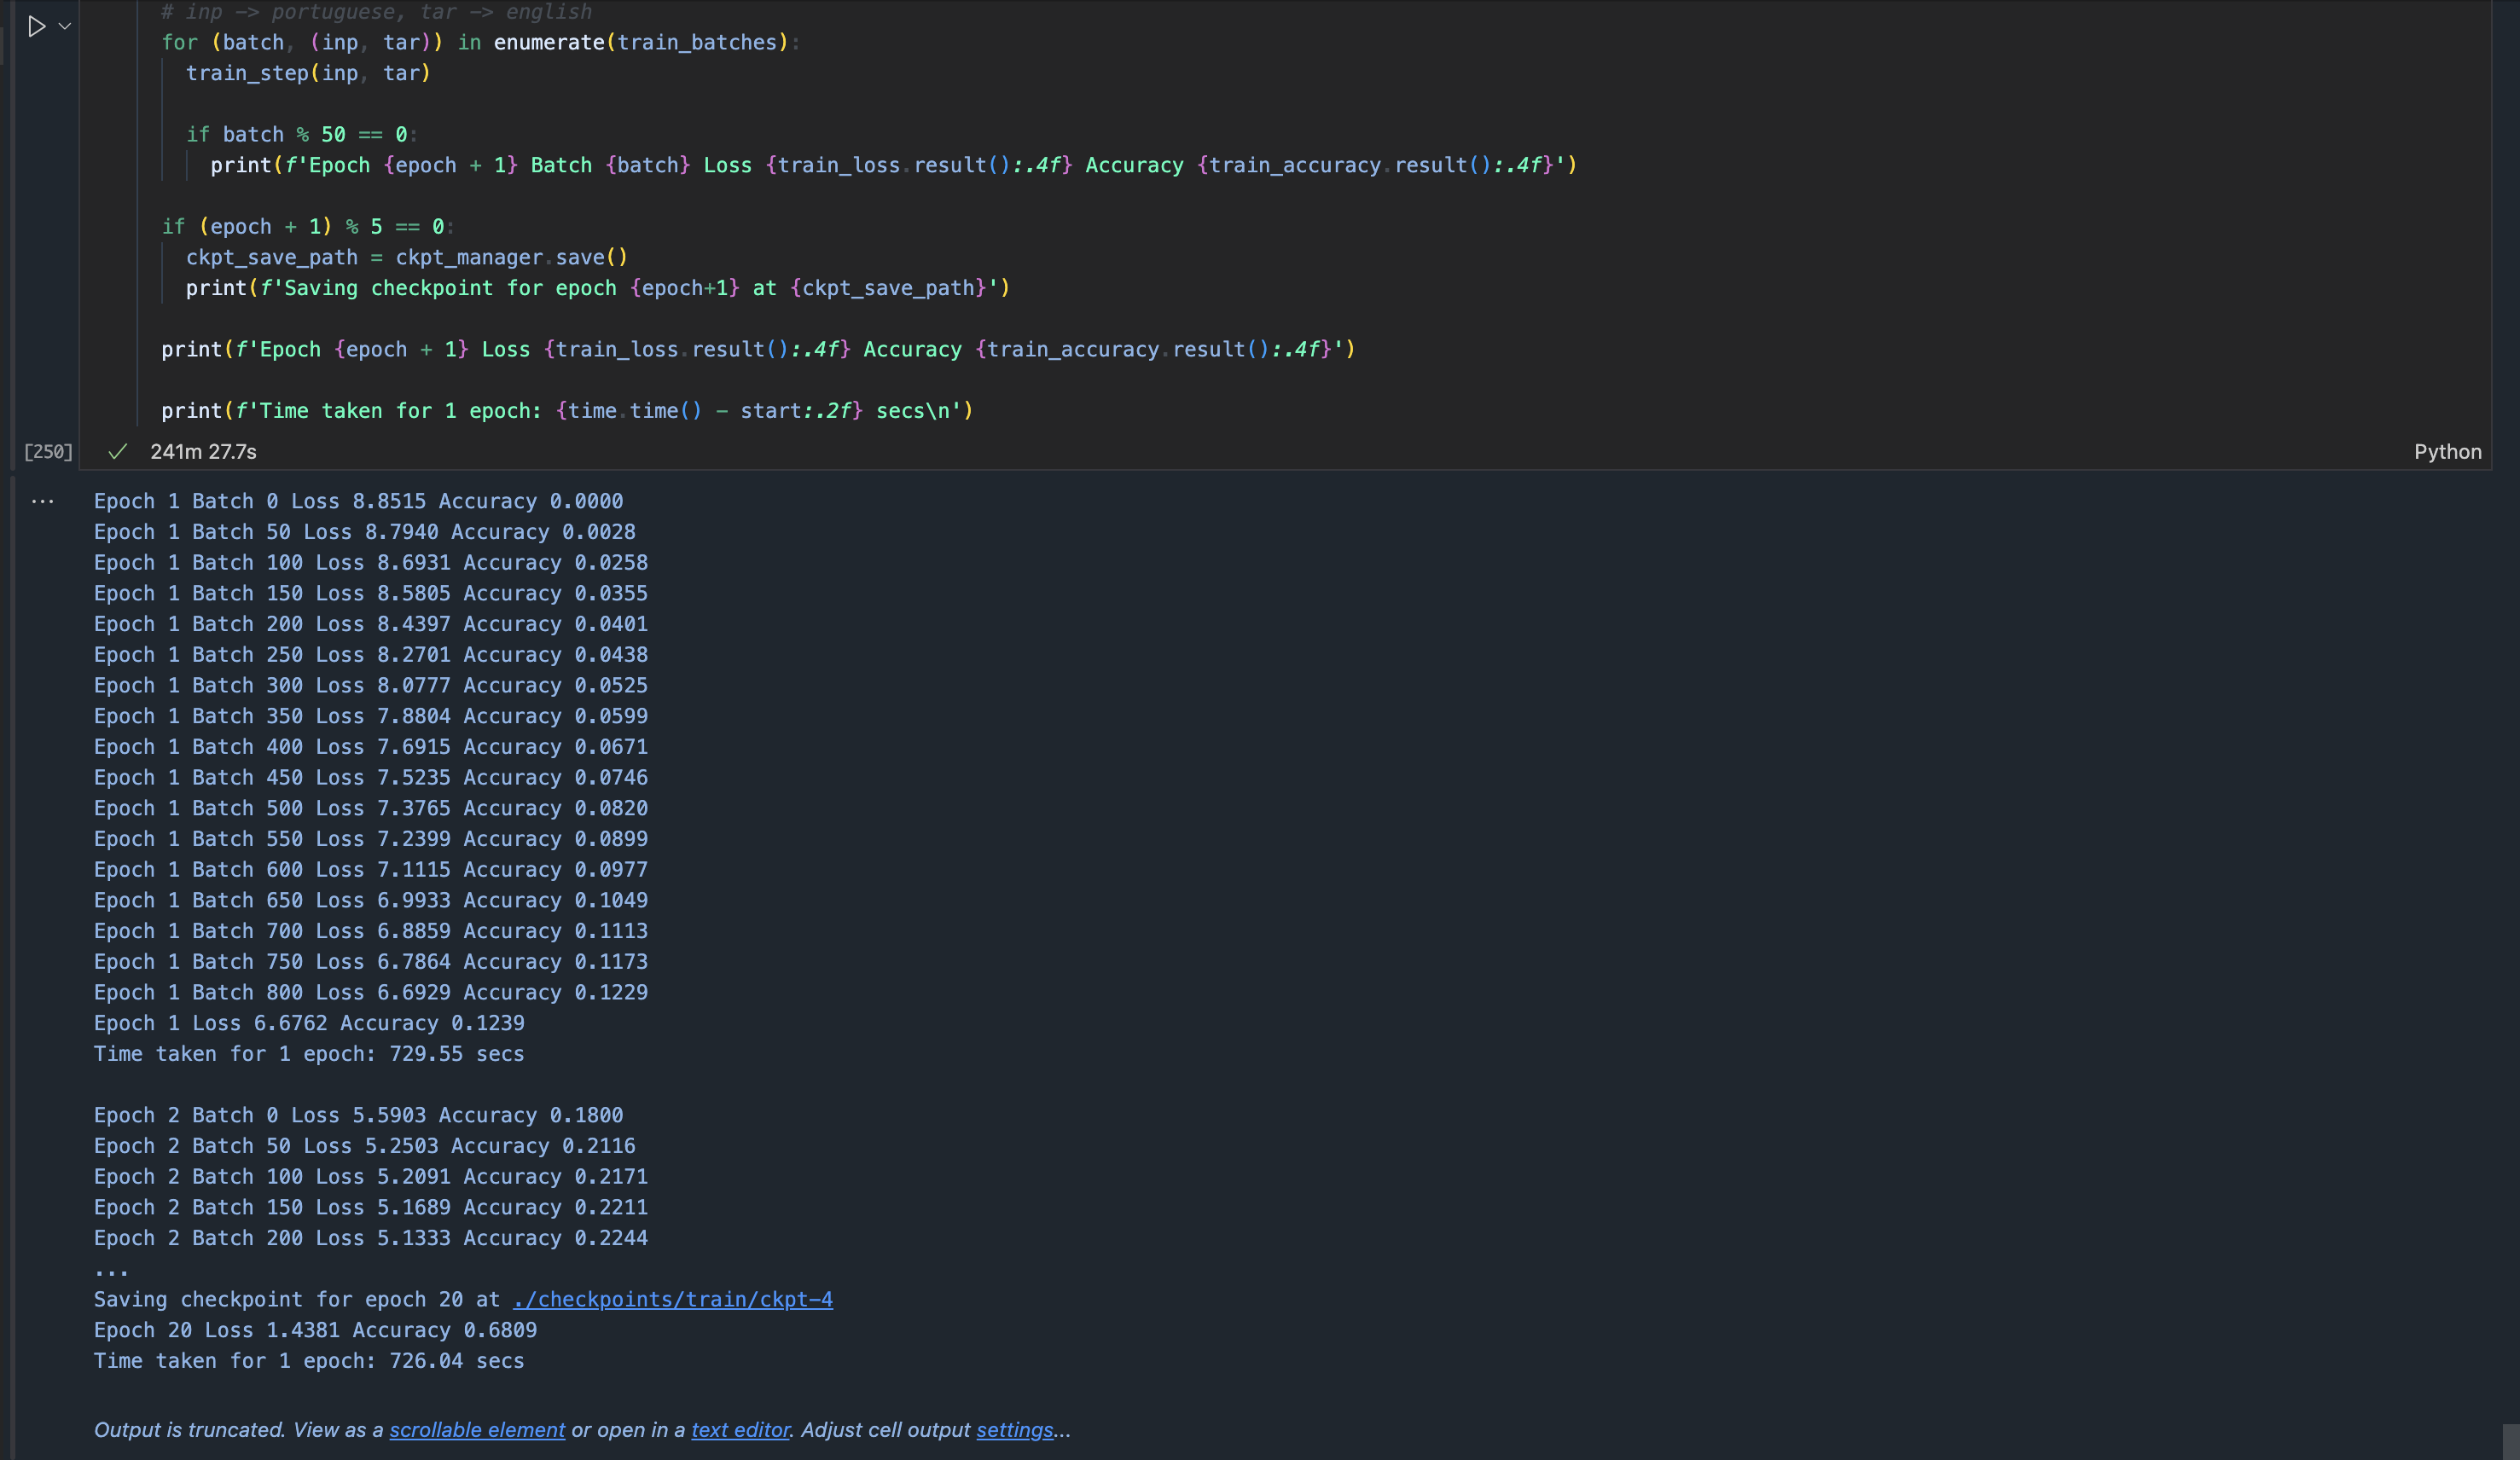 # inp -> portuguese, tar -> english
for (batch, (inp, tar)) in enumerate(train_batches):
train_step(inp, tar)
if batch % 50 == 0:
print(f'Epoch {epoch + 1} Batch {batch} Loss {train_loss.result():.4f} Accuracy {train_accuracy.result():.4f}')
if (epoch + 1) % 5 == 0:
ckpt_save_path = ckpt_manager.save()
print(f'Saving checkpoint for epoch {epoch+1} at {ckpt_save_path}')
print(f'Epoch {epoch + 1} Loss {train_loss.result():.4f} Accuracy {train_accuracy.result():.4f}')
print(f'Time taken for 1 epoch: {time.time() - start:.2f} secs\n')
[250] ✓ 241m 27.7s Python
... Epoch 1 Batch 0 Loss 8.8515 Accuracy 0.0000
Epoch 1 Batch 50 Loss 8.7940 Accuracy 0.0028
Epoch 1 Batch 100 Loss 8.6931 Accuracy 0.0258
Epoch 1 Batch 150 Loss 8.5805 Accuracy 0.0355
Epoch 1 Batch 200 Loss 8.4397 Accuracy 0.0401
Epoch 1 Batch 250 Loss 8.2701 Accuracy 0.0438
Epoch 1 Batch 300 Loss 8.0777 Accuracy 0.0525
Epoch 1 Batch 350 Loss 7.8804 Accuracy 0.0599
Epoch 1 Batch 400 Loss 7.6915 Accuracy 0.0671
Epoch 1 Batch 450 Loss 7.5235 Accuracy 0.0746
Epoch 1 Batch 500 Loss 7.3765 Accuracy 0.0820
Epoch 1 Batch 550 Loss 7.2399 Accuracy 0.0899
Epoch 1 Batch 600 Loss 7.1115 Accuracy 0.0977
Epoch 1 Batch 650 Loss 6.9933 Accuracy 0.1049
Epoch 1 Batch 700 Loss 6.8859 Accuracy 0.1113
Epoch 1 Batch 750 Loss 6.7864 Accuracy 0.1173
Epoch 1 Batch 800 Loss 6.6929 Accuracy 0.1229
Epoch 1 Loss 6.6762 Accuracy 0.1239
Time taken for 1 epoch: 729.55 secs
Epoch 2 Batch 0 Loss 5.5903 Accuracy 0.1800
Epoch 2 Batch 50 Loss 5.2503 Accuracy 0.2116
Epoch 2 Batch 100 Loss 5.2091 Accuracy 0.2171
Epoch 2 Batch 150 Loss 5.1689 Accuracy 0.2211
Epoch 2 Batch 200 Loss 5.1333 Accuracy 0.2244
...
Saving checkpoint for epoch 20 at ./checkpoints/train/ckpt-4
Epoch 20 Loss 1.4381 Accuracy 0.6809
Time taken for 1 epoch: 726.04 secs
Output is truncated. View as a scrollable element or open in a text editor. Adjust cell output settings...